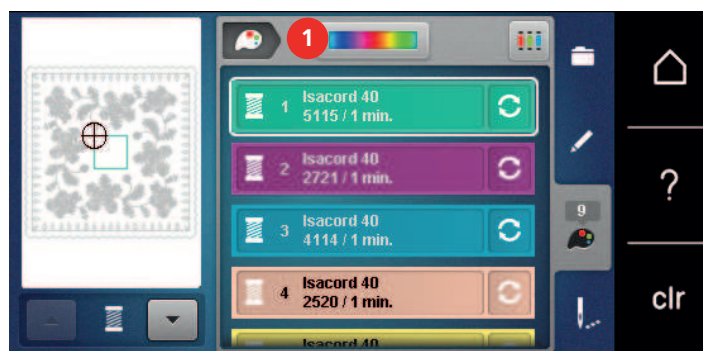 1
1 Isacord 40
5115 / 1 min.
2 Isacord 40
2721 / 1 min.
3 Isacord 40
4114 / 1 min.
4 Isacord 40
2520 / 1 min.
Isacord 40
9
?
clr